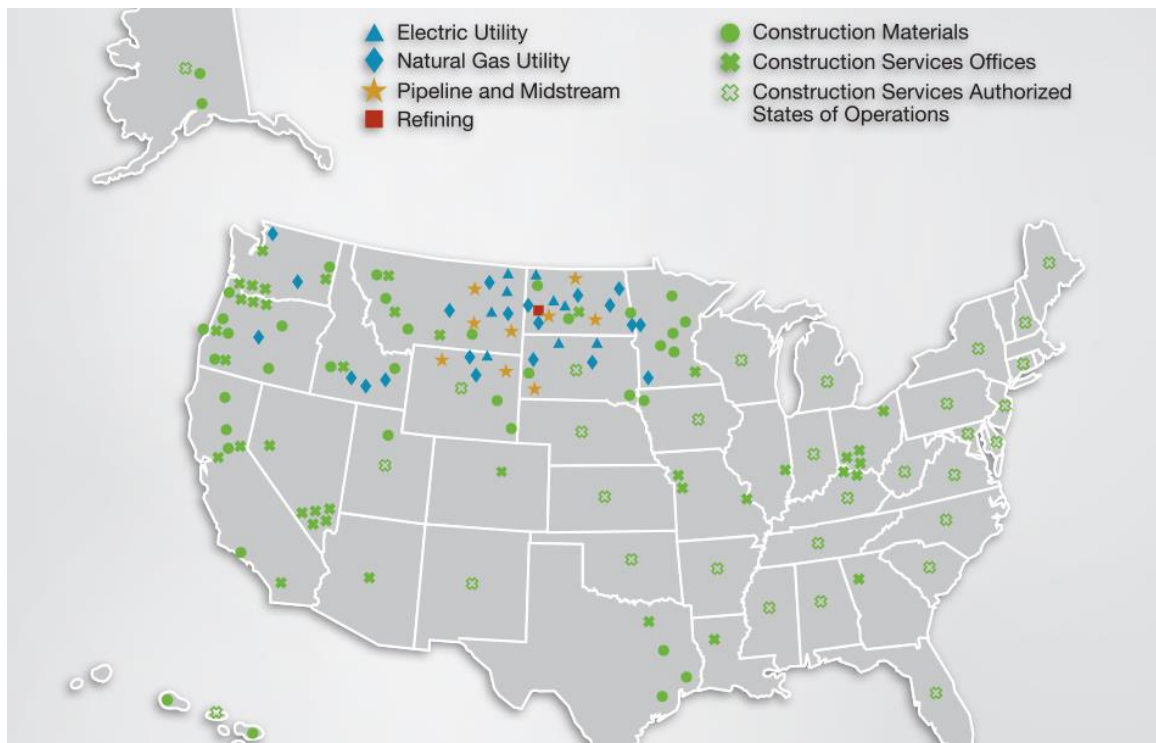 Electric Utility
Natural Gas Utility
Pipeline and Midstream
Refining
Construction Materials
Construction Services Offices
Construction Services Authorized
States of Operations